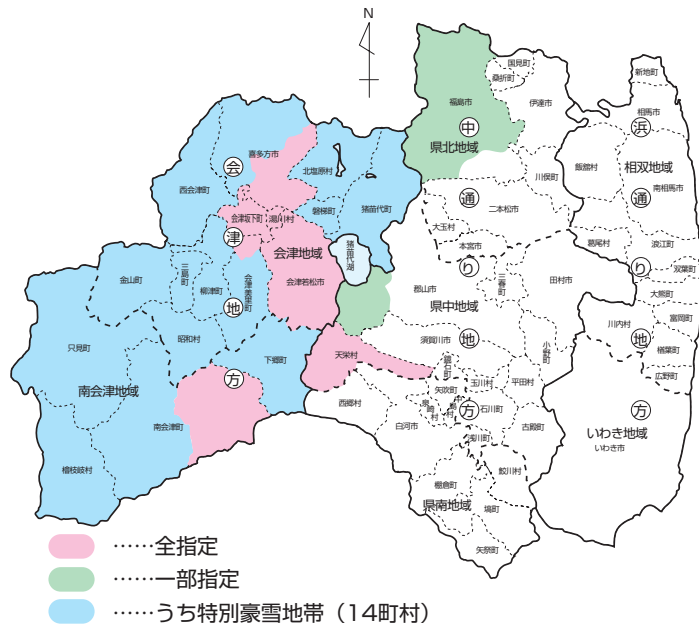 N
国見町
桑折町
福島市
伊達市
新地町
相馬市
中
県北地域
浜
喜多方市
会
北塩原村
西会津町
飯舘村
相双地域
川俣町
磐梯町
猪苗代町
会津坂下町
湯川村
通
二本松市
通
南相馬市
大玉村
本宮市
津
会津地域
猪苗代湖
葛尾村
浪江町
金山町
三島町
柳津町
会津美里町
会津若松市
り
り
双葉町
郡山市
三春町
田村市
大熊町
県中地域
地
富岡町
川内村
昭和村
只見町
下郷町
須賀川市
地
小野町
地
楢葉町
天栄村
鏡石町
広野町
方
南会津地域
玉川村
平田村
矢吹町
西郷村
泉崎村
中島村
方
石川町
方
南会津町
白河市
古殿町
浅川町
いわき地域
いわき市
檜枝岐村
鮫川村
棚倉町
県南地域
塙町
矢祭町
……全指定
……一部指定
……うち特別豪雪地帯（14町村）